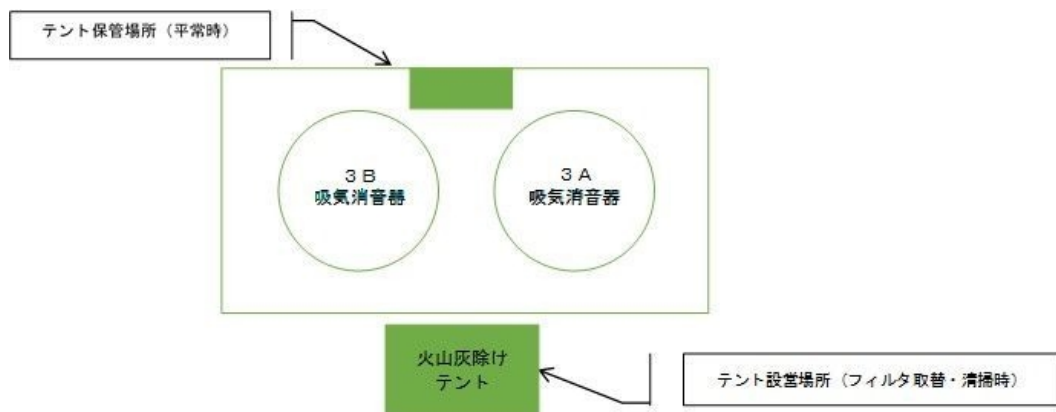 テント保管場所（平常時）
３Ｂ
吸気消音器
３Ａ
吸気消音器
火山灰除け
テント
テント設営場所（フィルタ取替・清掃時）